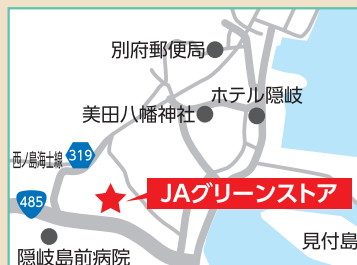 別府郵便局
ホテル隠岐
美田八幡神社
西ノ島海士線
319
JAグリーンストア
485
見付島
隠岐島前病院